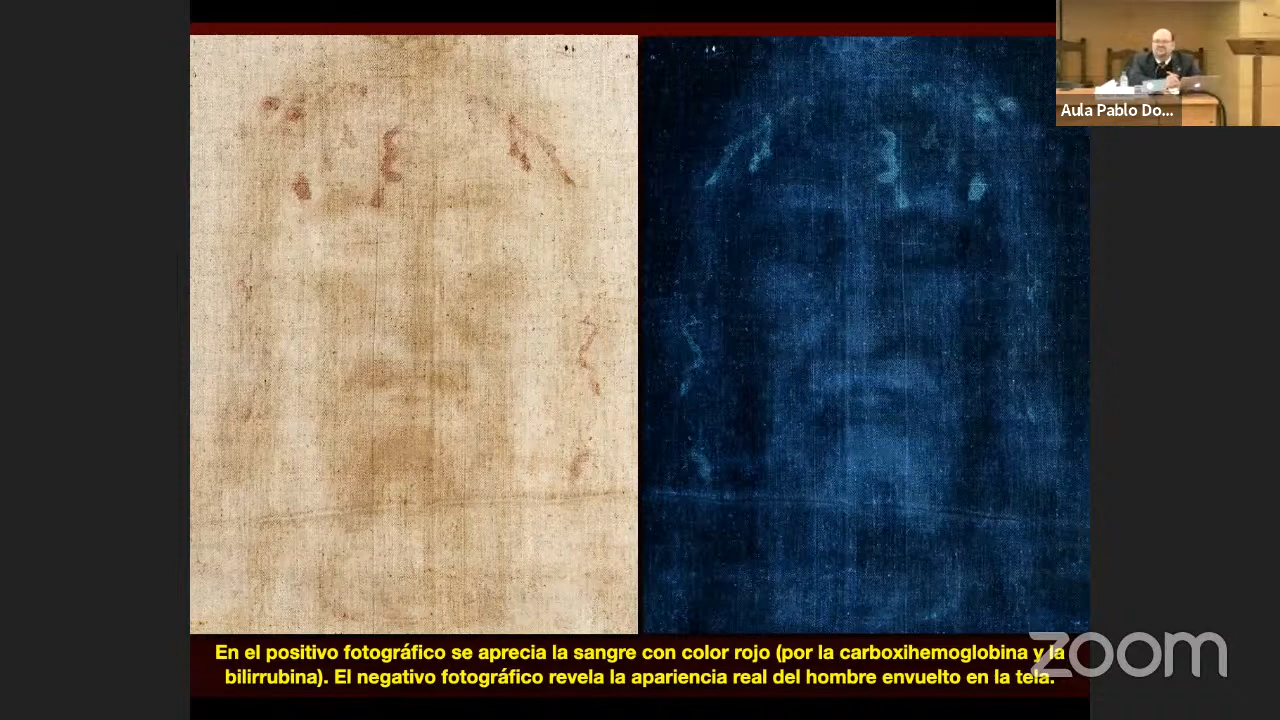 Aula Pablo Do...
En el positivo fotográfico se aprecia la sangre con color rojo (por la carboxihemoglobina y la
bilirrubina). El negativo fotográfico revela la apariencia real del hombre envuelto en la tela.
zoom